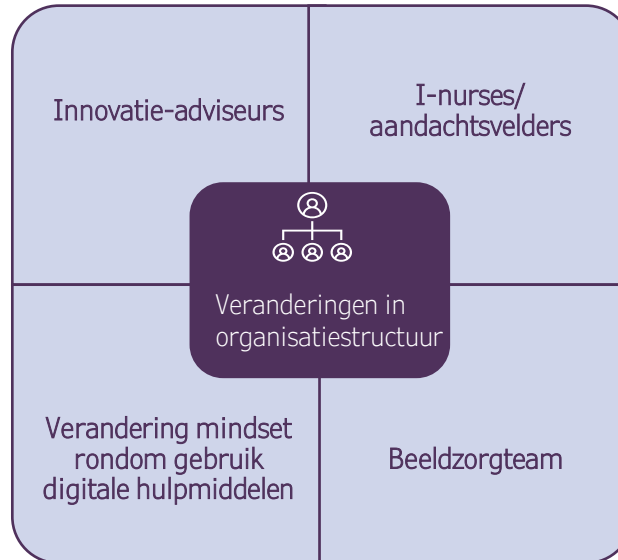 Innovatie-adviseurs
I-nurses/
aandachtsvelders
Veranderingen in
organisatiestructuur
Verandering mindset
rondom gebruik
digitale hulpmiddelen
Beeldzorgteam